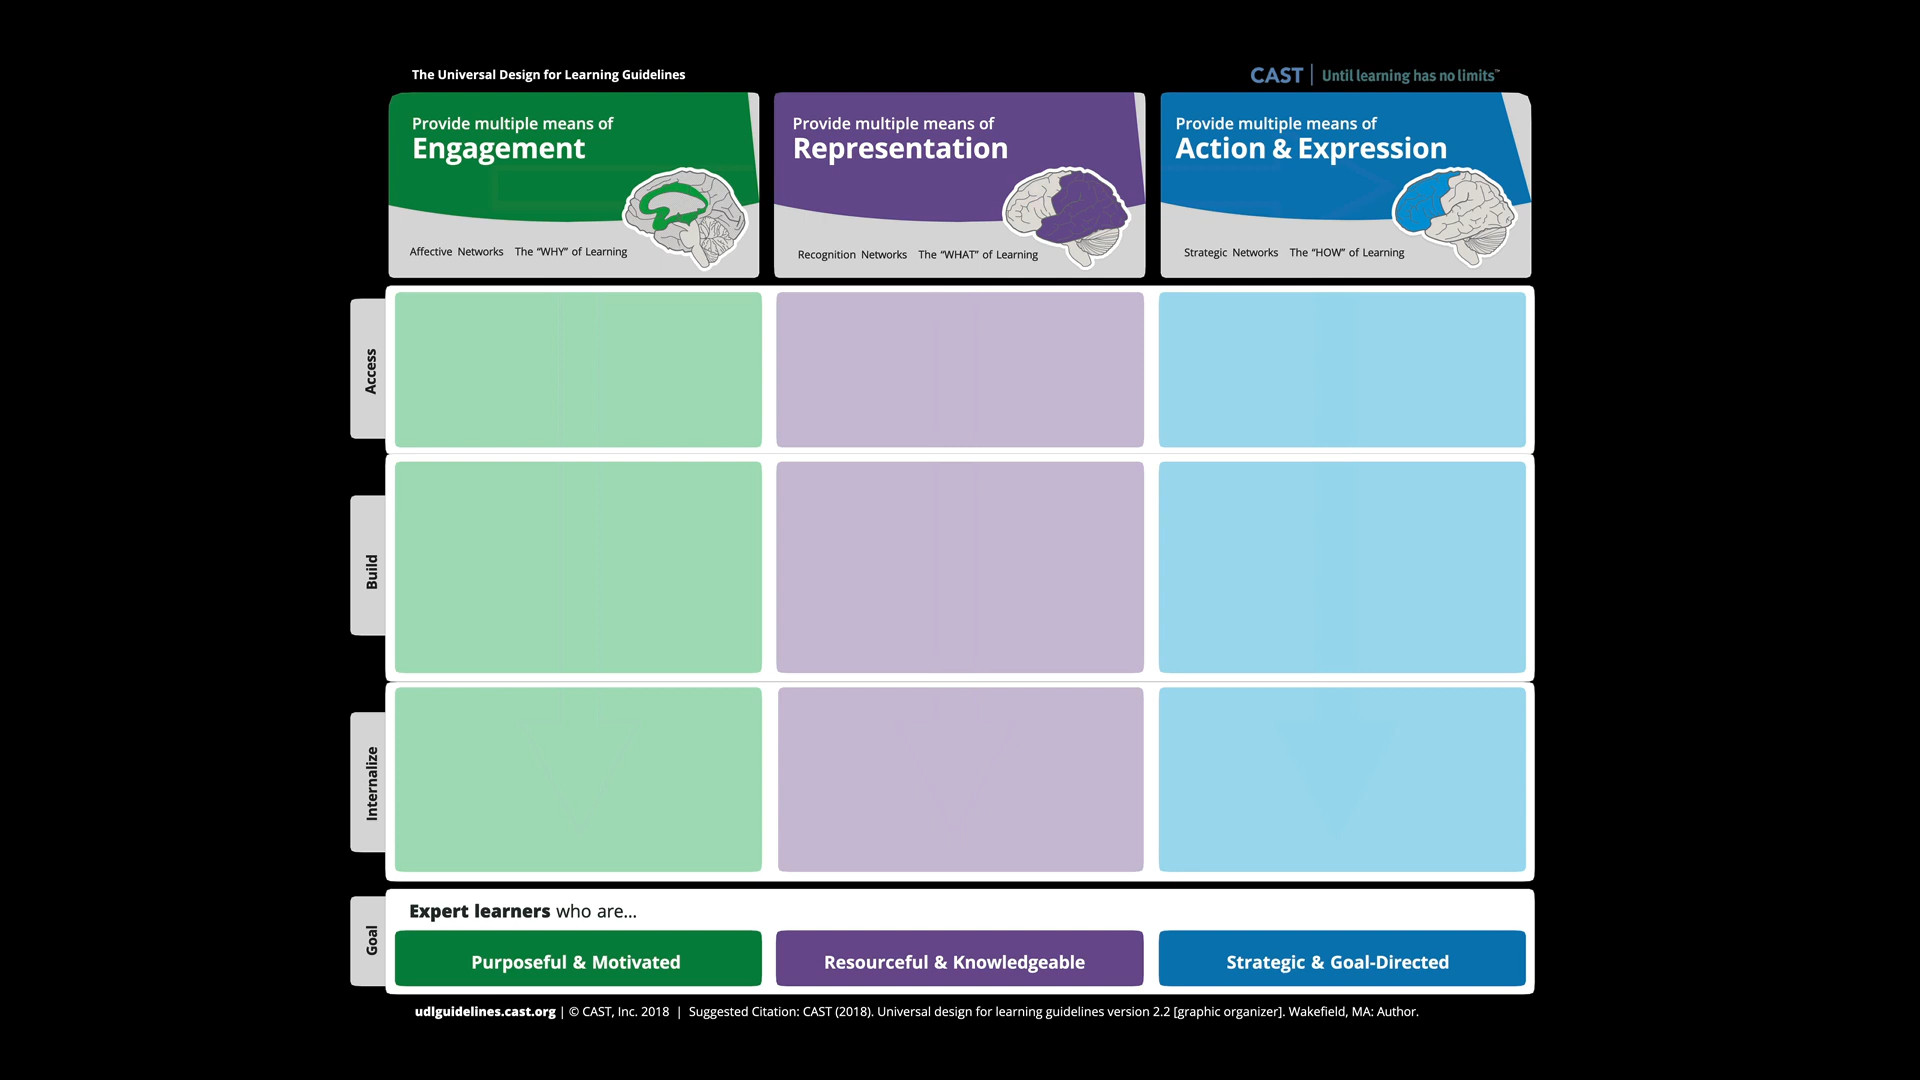 The Universal Design for Learning Guidelines
CAST | Until learning has no limits™
Provide multiple means of
Engagement
Affective Networks The “WHY” of Learning
Provide multiple means of
Representation
Recognition Networks The “WHAT” of Learning
Provide multiple means of
Action & Expression
Strategic Networks The “HOW” of Learning
Access
Build
Internalize
Goal
Expert learners who are...
Purposeful & Motivated
Resourceful & Knowledgeable
Strategic & Goal-Directed
udlguidelines.cast.org | © CAST, Inc. 2018 | Suggested Citation: CAST (2018). Universal design for learning guidelines version 2.2 [graphic organizer]. Wakefield, MA: Author.